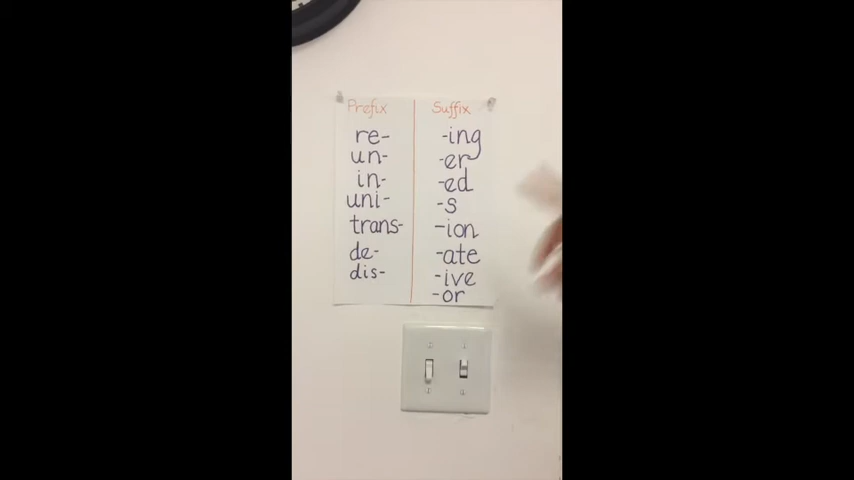 Prefix Suffix
re- -ing
un- -er
in- -ed
uni- -s
trans- -ion
de- -ate
dis- -ive
-or